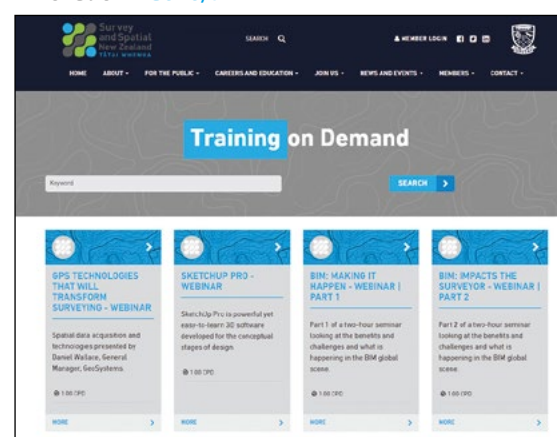 Survey
and Spatial
New Zealand
TĒTAI WHENUA
SEARCH
MEMBER LOGIN
HOME ABOUT FOR THE PUBLIC CAREERS AND EDUCATION JOIN US NEWS AND EVENTS MEMBERS CONTACT
Training on Demand
Keyword
SEARCH
GPS TECHNOLOGIES
THAT WILL
TRANSFORM
SURVEYING - WEBINAR
Spatial data acquisition and
technologies presented by
Daniel Wallace, General
Manager, GeoSystems.
1.00 CPD
MORE
SKETCHUP PRO -
WEBINAR
SketchUp Pro is powerful yet
easy-to-learn 3D software
developed for the conceptual
stages of design
1.00 CPD
MORE
BIM: MAKING IT
HAPPEN - WEBINAR |
PART 1
Part 1 of a two-hour seminar
looking at the benefits and
challenges and what is
happening in the BIM global
scene.
1.00 CPD
MORE
BIM: IMPACTS THE
SURVEYOR - WEBINAR |
PART 2
Part 2 of a two-hour seminar
looking at the benefits and
challenges and what is
happening in the BIM global
scene.
1.00 CPD
MORE